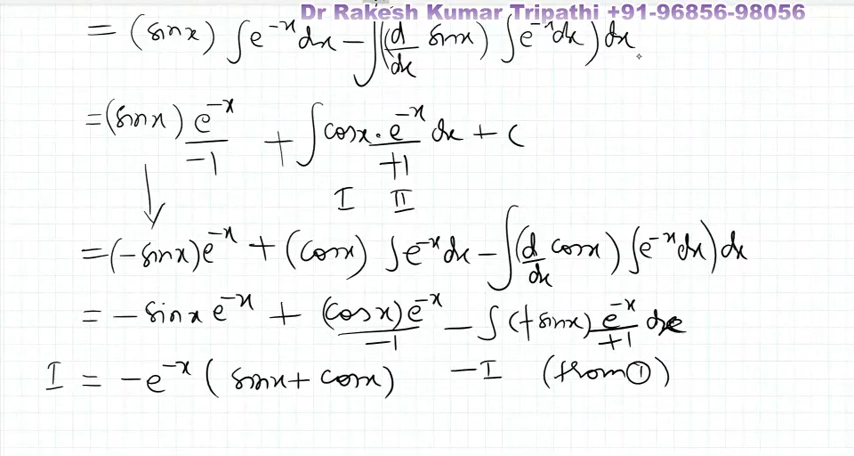 Dr Rakesh Kumar Tripathi +91-96856-98056
= (sinx) ∫e^-x dx - ∫((d/dx sinx) ∫e^-x dx) dx
= (sinx) e^-x/-1 + ∫cosx . e^-x/+1 dx + C
I II
= (-sinx)e^-x + (cosx) ∫e^-x dx - ∫((d/dx cosx) ∫e^-x dx) dx
= - sinx e^-x + (cosx)e^-x/-1 - ∫(+sinx) e^-x/+1 dx
I = -e^-x (sinx + cosx) - I (from ①)